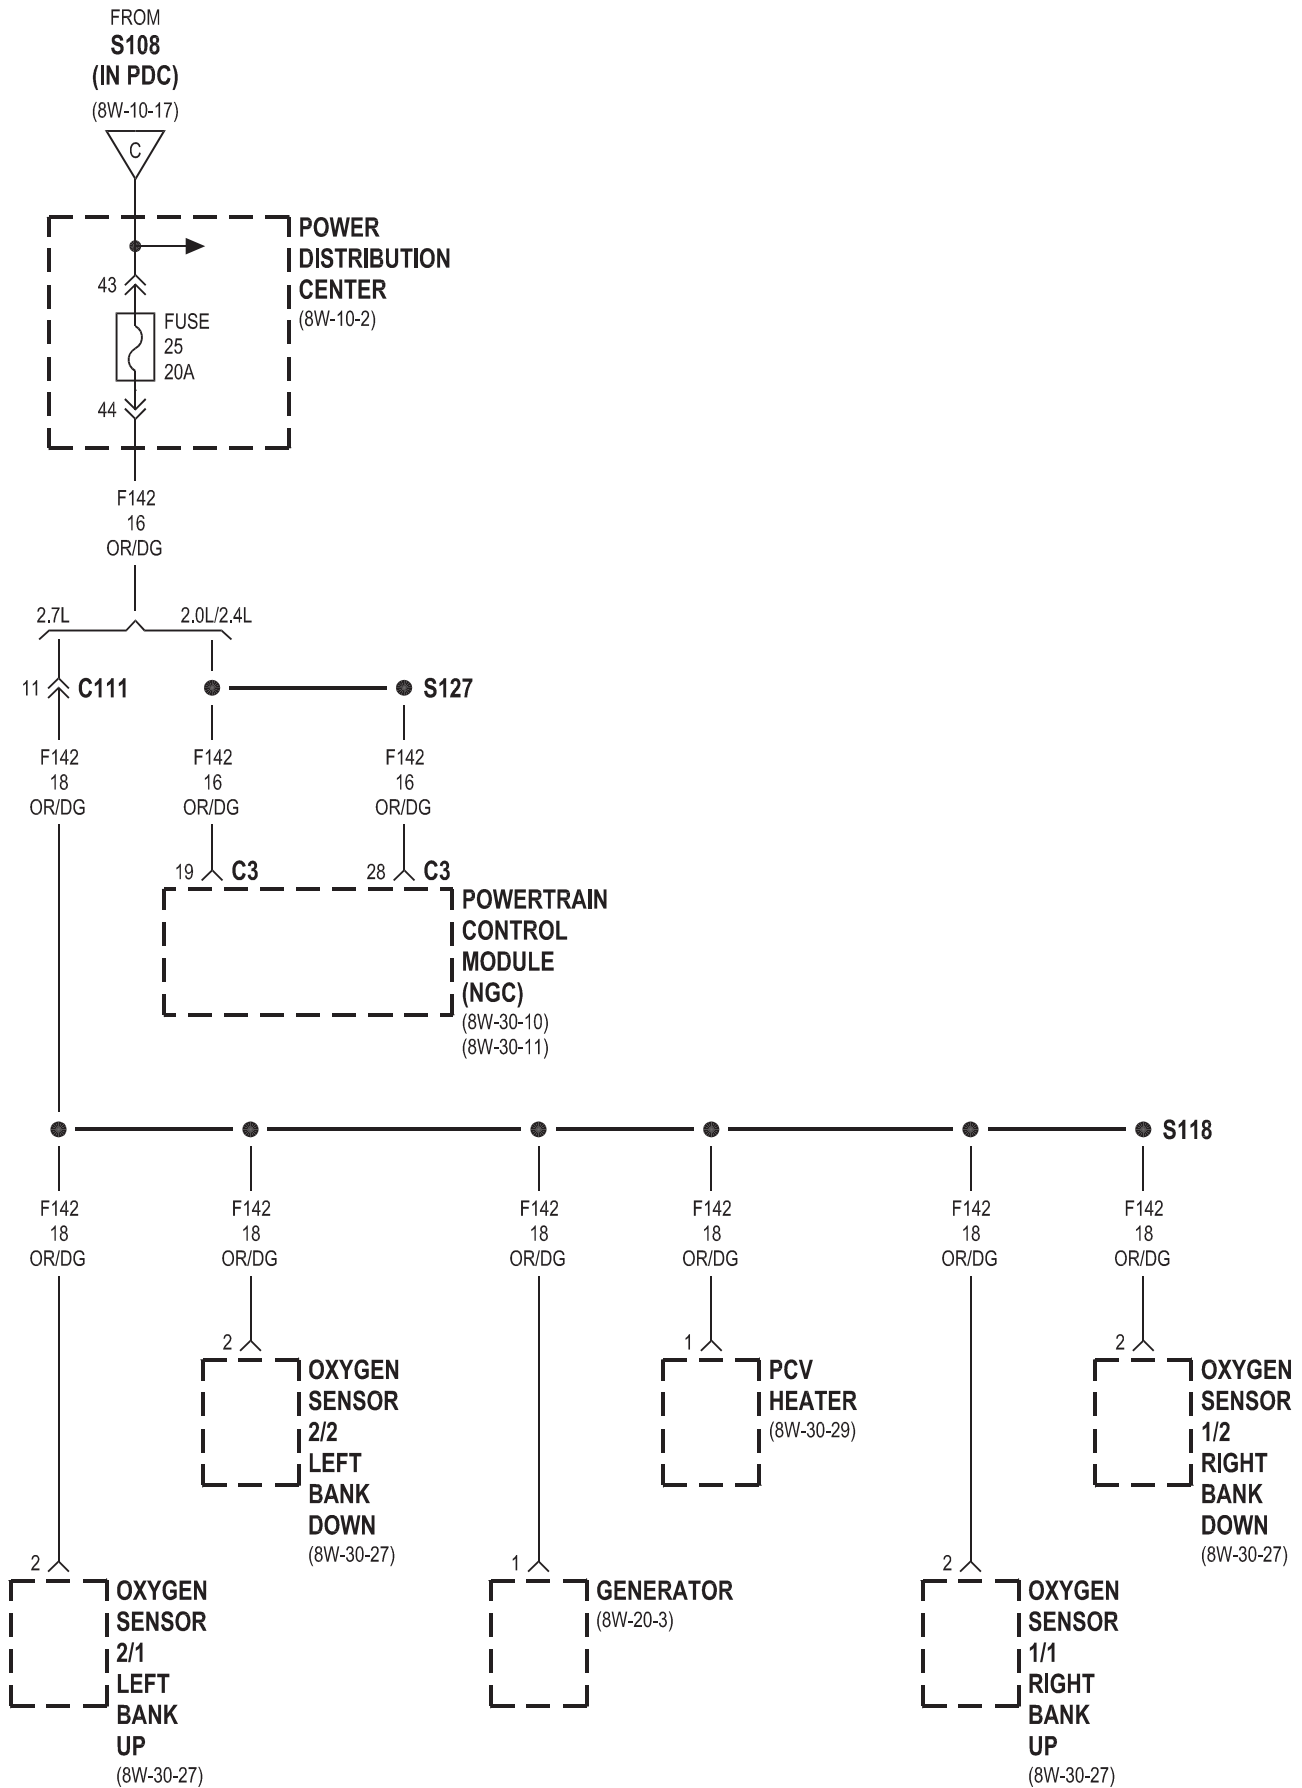 FROM
S108
(IN PDC)
(8W-10-17)
C
POWER
DISTRIBUTION
CENTER
(8W-10-2)
43
FUSE
25
20A
44
F142
16
OR/DG
2.7L
2.0L/2.4L
11
C111
S127
F142
18
OR/DG
F142
16
OR/DG
F142
16
OR/DG
19
C3
28
C3
POWERTRAIN
CONTROL
MODULE
(NGC)
(8W-30-10)
(8W-30-11)
S118
F142
18
OR/DG
F142
18
OR/DG
F142
18
OR/DG
F142
18
OR/DG
F142
18
OR/DG
F142
18
OR/DG
2
OXYGEN
SENSOR
2/2
LEFT
BANK
DOWN
(8W-30-27)
1
PCV
HEATER
(8W-30-29)
2
OXYGEN
SENSOR
1/2
RIGHT
BANK
DOWN
(8W-30-27)
2
OXYGEN
SENSOR
2/1
LEFT
BANK
UP
(8W-30-27)
1
GENERATOR
(8W-20-3)
2
OXYGEN
SENSOR
1/1
RIGHT
BANK
UP
(8W-30-27)